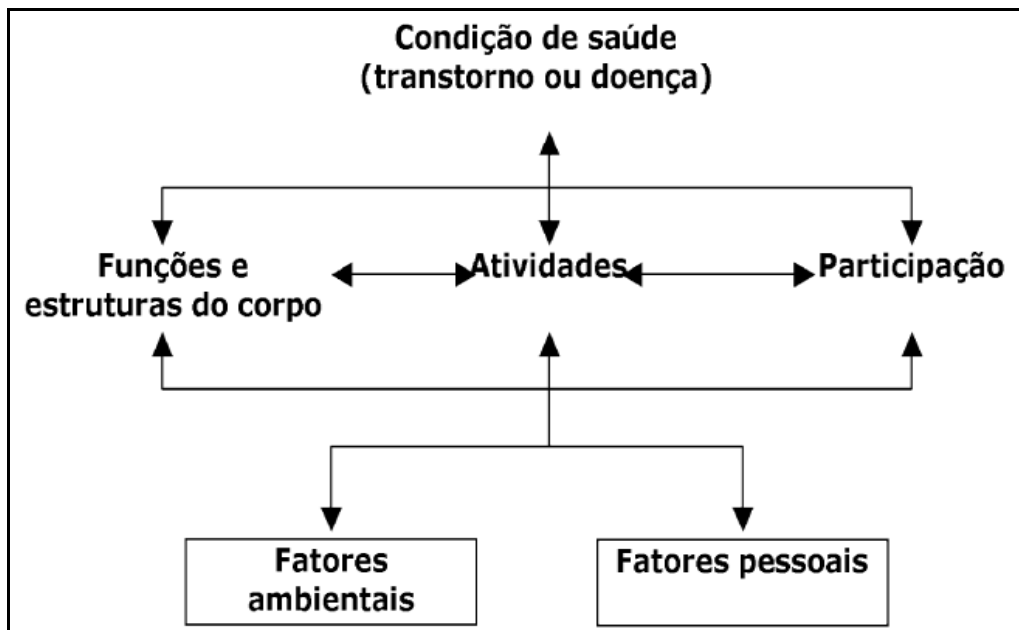 Condição de saúde
(transtorno ou doença)
Funções e
estruturas do corpo
Atividades
Participação
Fatores
ambientais
Fatores pessoais